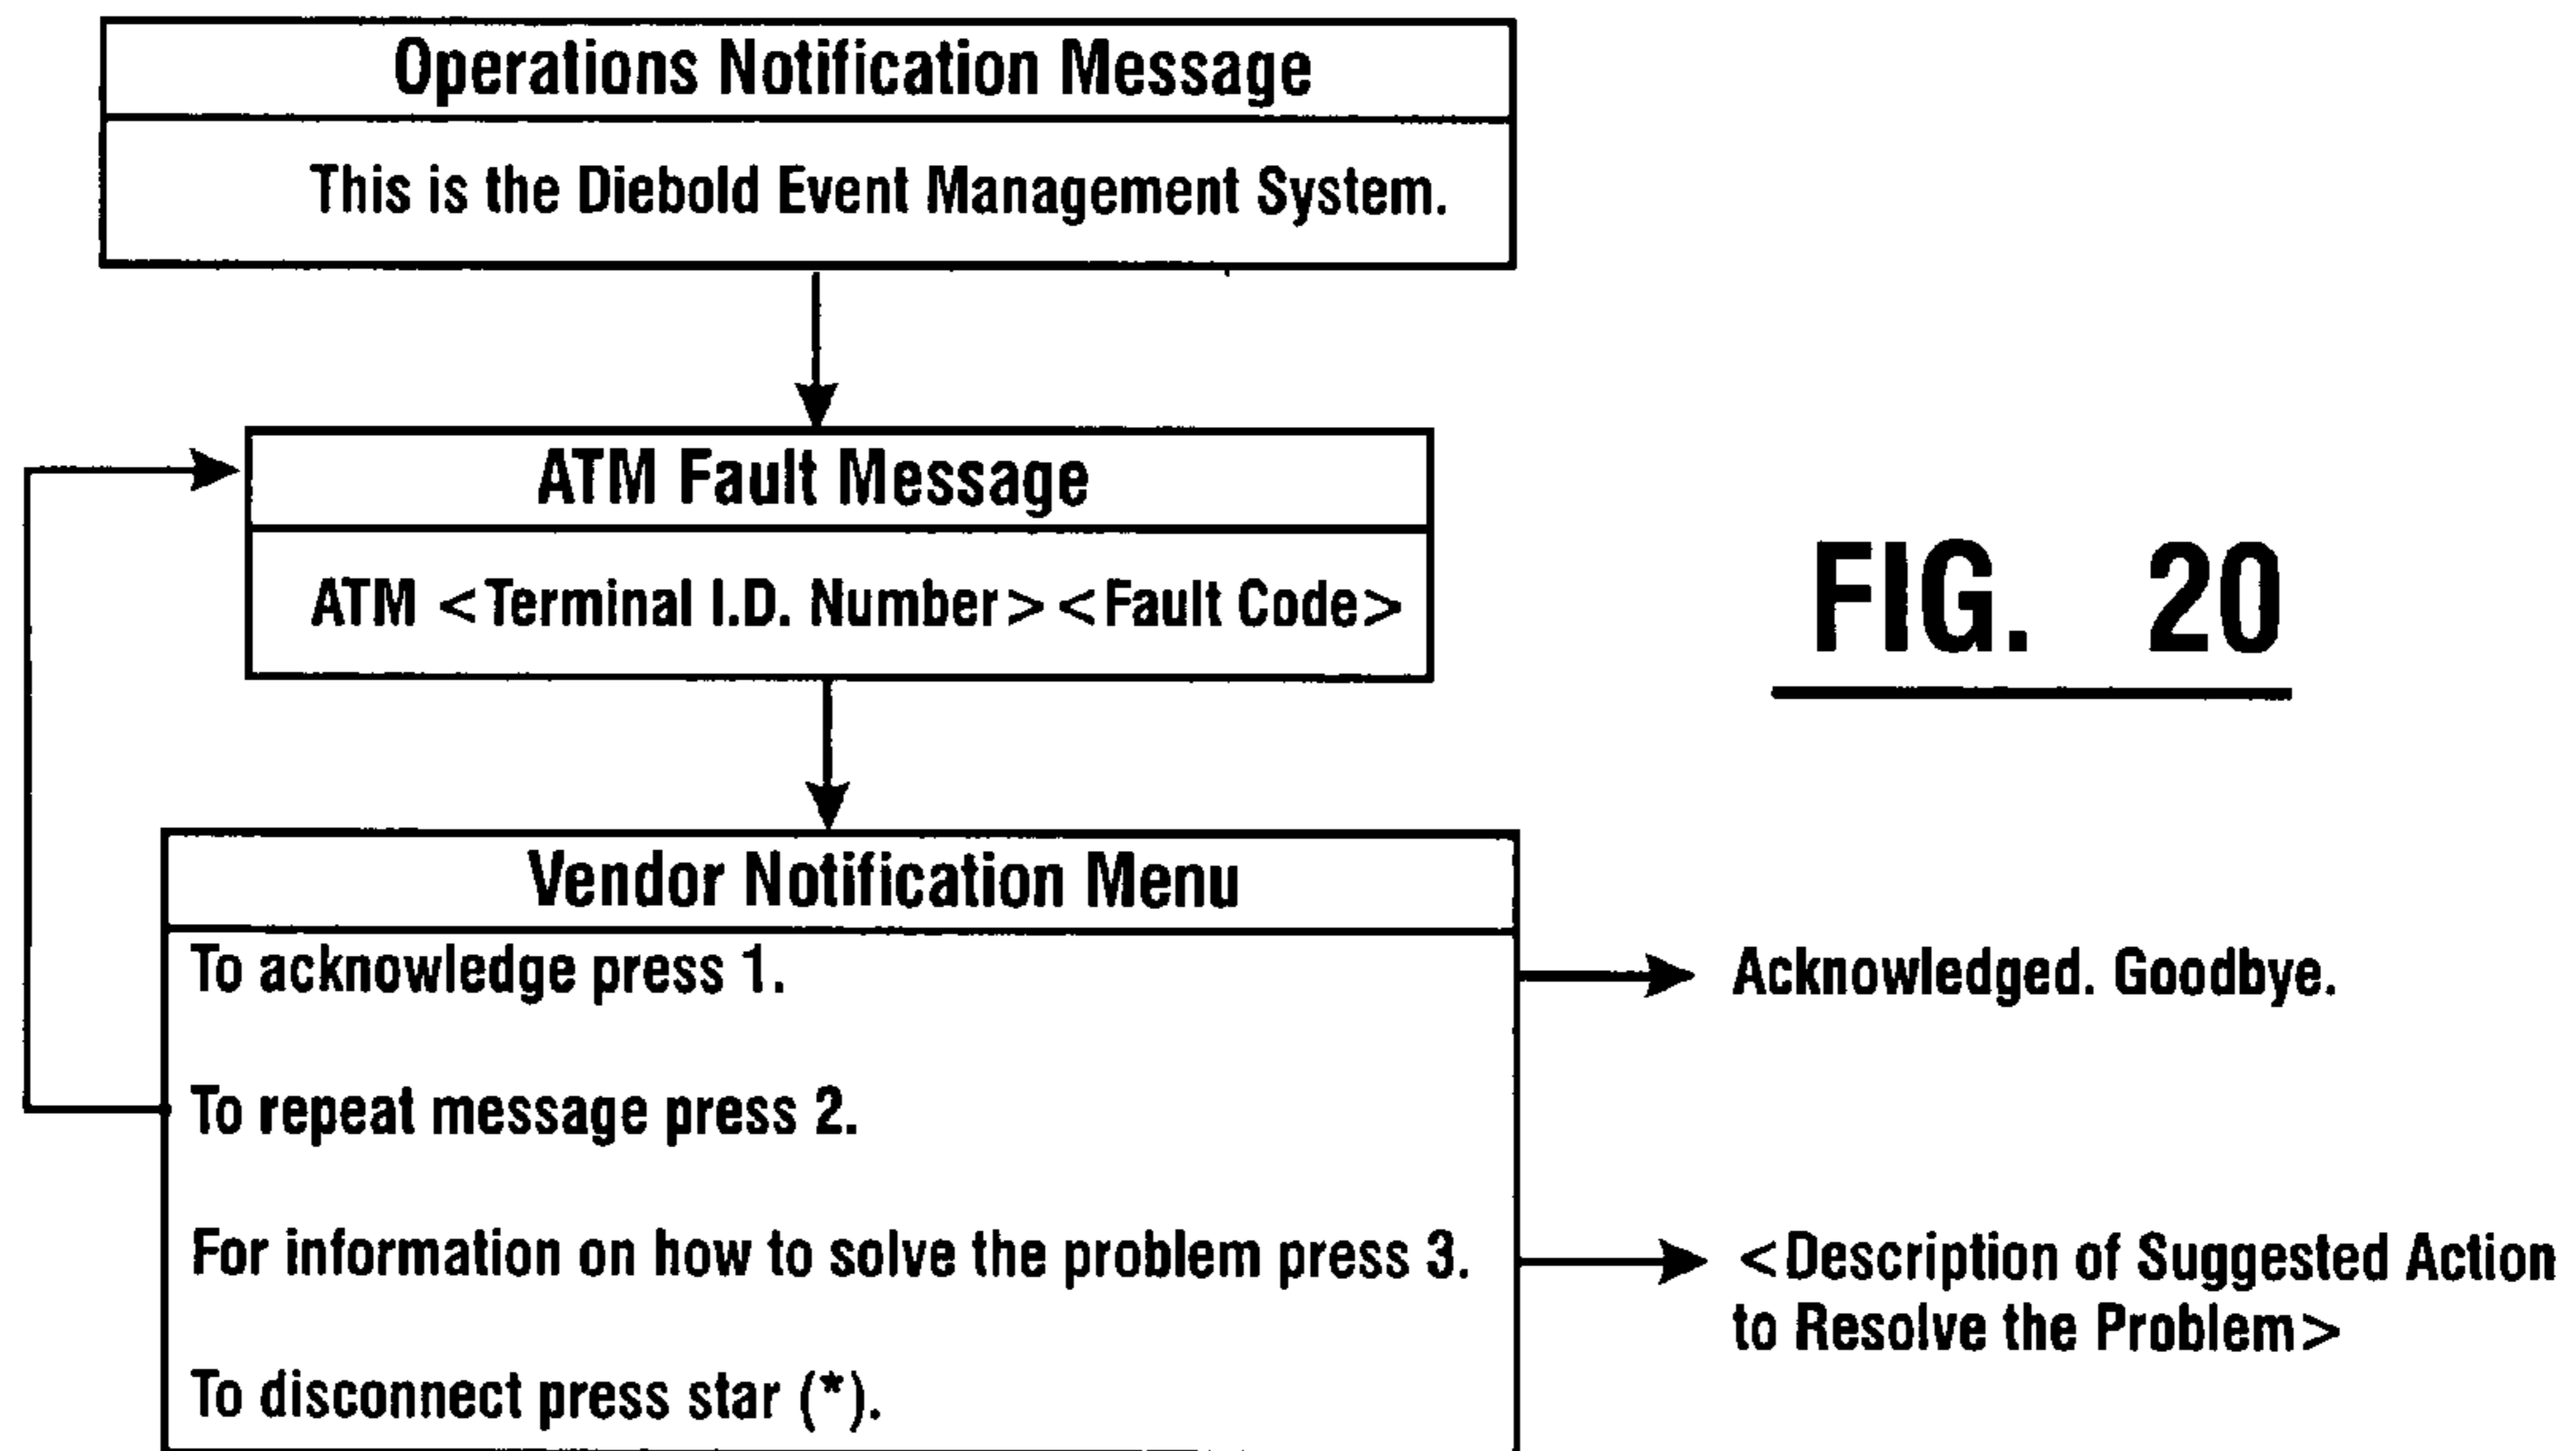 Operations Notification Message
This is the Diebold Event Management System.
ATM Fault Message
ATM <Terminal I.D. Number> <Fault Code>
FIG. 20
Vendor Notification Menu
To acknowledge press 1.
Acknowledged. Goodbye.
To repeat message press 2.
For information on how to solve the problem press 3.
<Description of Suggested Action
to Resolve the Problem>
To disconnect press star (*).